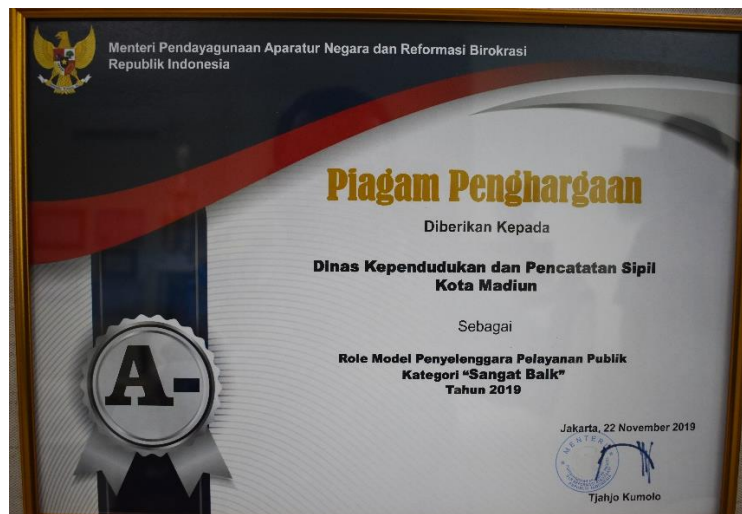 Menteri Pendayagunaan Aparatur Negara dan Reformasi Birokrasi
Republik Indonesia
Piagam Penghargaan
Diberikan Kepada
Dinas Kependudukan dan Pencatatan Sipil
Kota Madiun
Sebagai
Role Model Penyelenggara Pelayanan Publik
Kategori “Sangat Baik”
Tahun 2019
A-
Jakarta, 22 November 2019
MENTERI
Tjahjo Kumolo